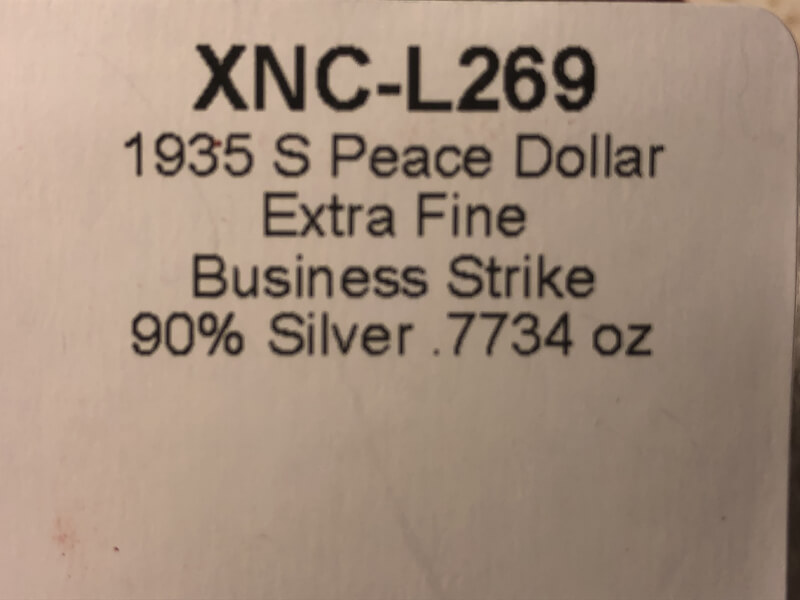 XNC-L269
1935 S Peace Dollar
Extra Fine
Business Strike
90% Silver .7734 oz